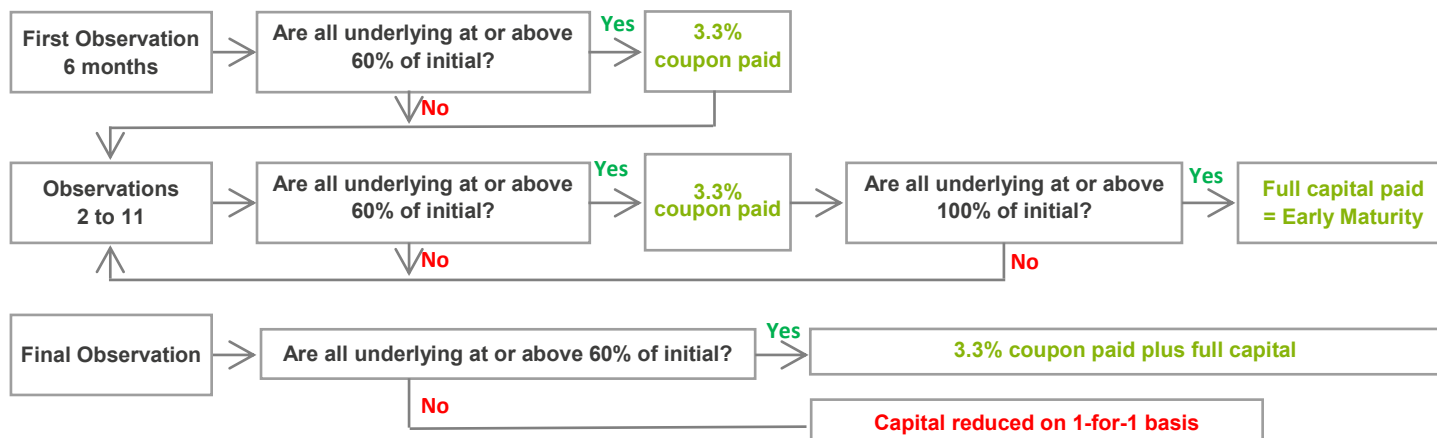 First Observation
6 months
Are all underlying at or above
60% of initial?
Yes
3.3%
coupon paid
No
Observations
2 to 11
Are all underlying at or above
60% of initial?
Yes
3.3%
coupon paid
Are all underlying at or above
100% of initial?
Yes
Full capital paid
= Early Maturity
No
No
Final Observation
Are all underlying at or above 60% of initial?
Yes
3.3% coupon paid plus full capital
No
Capital reduced on 1-for-1 basis